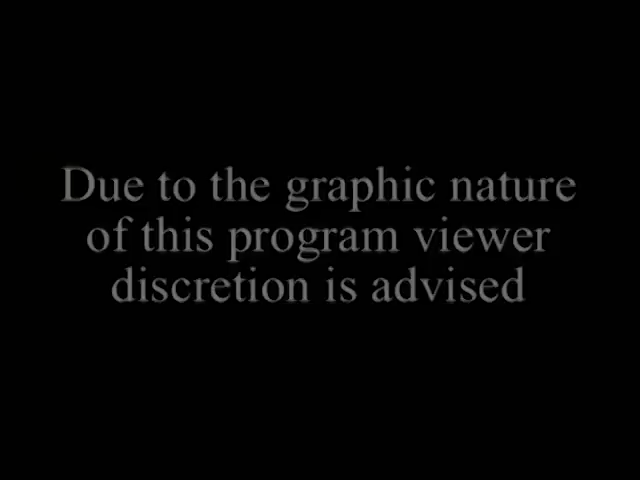 Due to the graphic nature
of this program viewer
discretion is advised